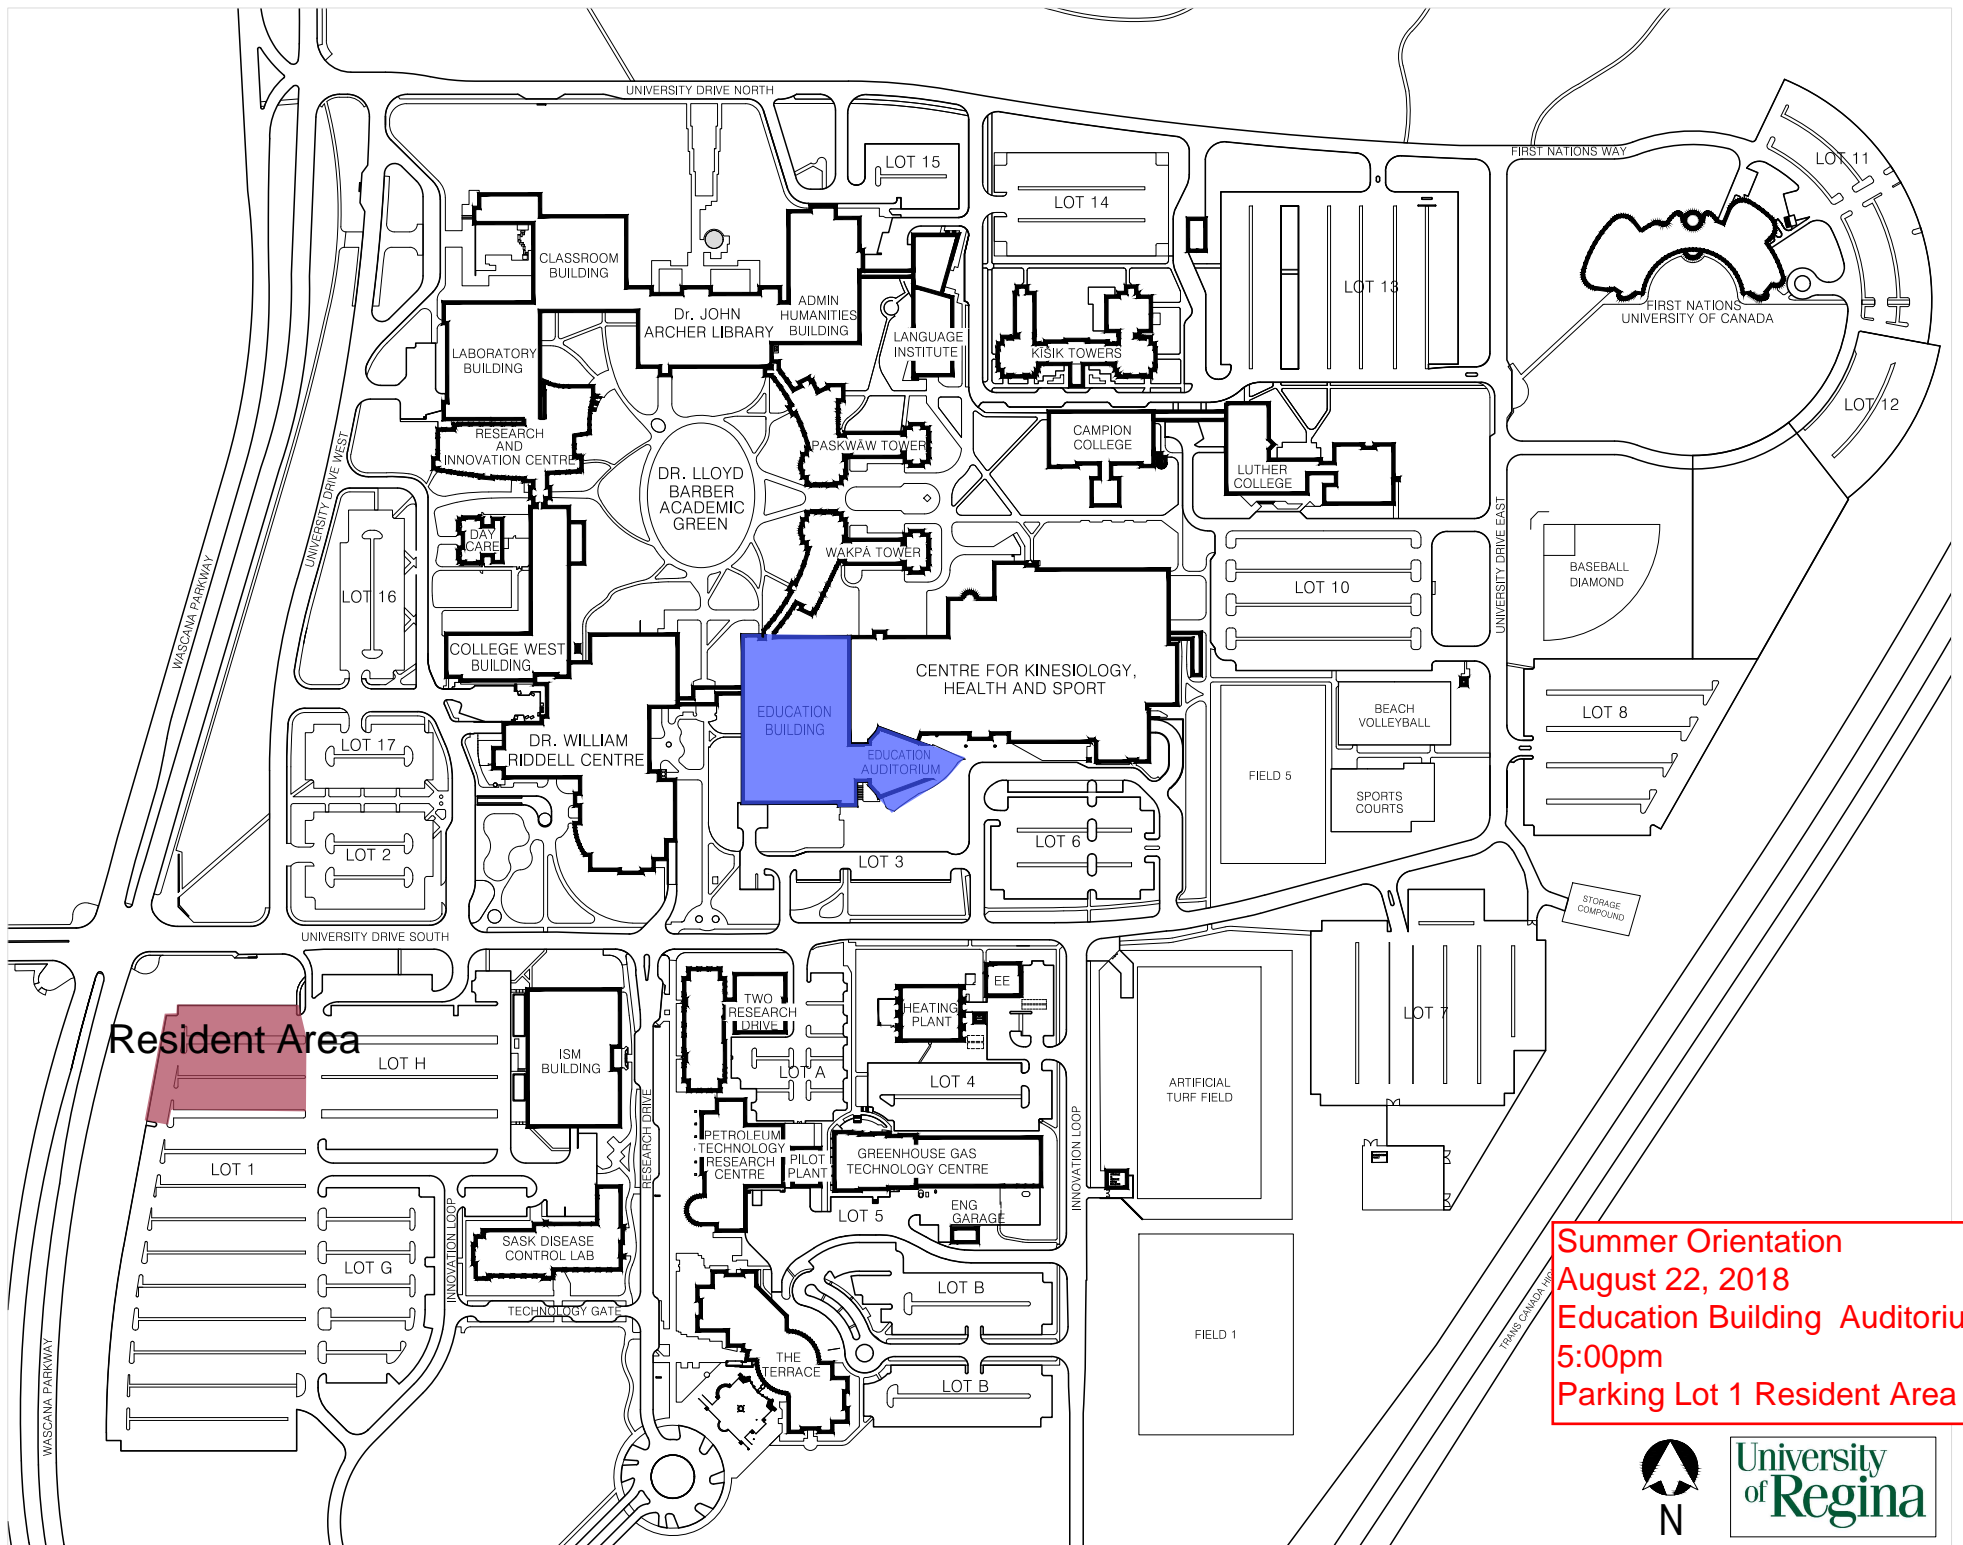 UNIVERSITY DRIVE NORTH
FIRST NATIONS WAY
LOT 11
LOT 15
LOT 14
CLASSROOM
BUILDING
ADMIN
HUMANITIES
BUILDING
Dr. JOHN
ARCHER LIBRARY
LOT 13
FIRST NATIONS
UNIVERSITY OF CANADA
LANGUAGE
INSTITUTE
KĪSIK TOWERS
LABORATORY
BUILDING
LOT 12
RESEARCH
AND
INNOVATION CENTRE
PASKWĀW TOWER
CAMPION
COLLEGE
LUTHER
COLLEGE
DR. LLOYD
BARBER
ACADEMIC
GREEN
UNIVERSITY DRIVE WEST
UNIVERSITY DRIVE EAST
DAY
CARE
WAKPĀ TOWER
BASEBALL
DIAMOND
LOT 10
LOT 16
WASCANA PARKWAY
COLLEGE WEST
BUILDING
CENTRE FOR KINESIOLOGY,
HEALTH AND SPORT
EDUCATION
BUILDING
BEACH
VOLLEYBALL
LOT 8
LOT 17
DR. WILLIAM
RIDDELL CENTRE
EDUCATION
AUDITORIUM
FIELD 5
SPORTS
COURTS
LOT 2
LOT 3
LOT 6
STORAGE
COMPOUND
UNIVERSITY DRIVE SOUTH
TWO
RESEARCH
DRIVE
HEATING
PLANT
EE
LOT 7
Resident Area
LOT H
ISM
BUILDING
LOT A
LOT 4
ARTIFICIAL
TURF FIELD
RESEARCH DRIVE
INNOVATION LOOP
PETROLEUM
TECHNOLOGY
RESEARCH
CENTRE
PILOT
PLANT
GREENHOUSE GAS
TECHNOLOGY CENTRE
LOT 1
LOT 5
ENG
GARAGE
INNOVATION LOOP
SASK DISEASE
CONTROL LAB
LOT G
TECHNOLOGY GATE
LOT B
FIELD 1
THE
TERRACE
LOT B
WASCANA PARKWAY
TRANS CANADA HI
Summer Orientation
August 22, 2018
Education Building Auditoriu
5:00pm
Parking Lot 1 Resident Area
N
University
of Regina